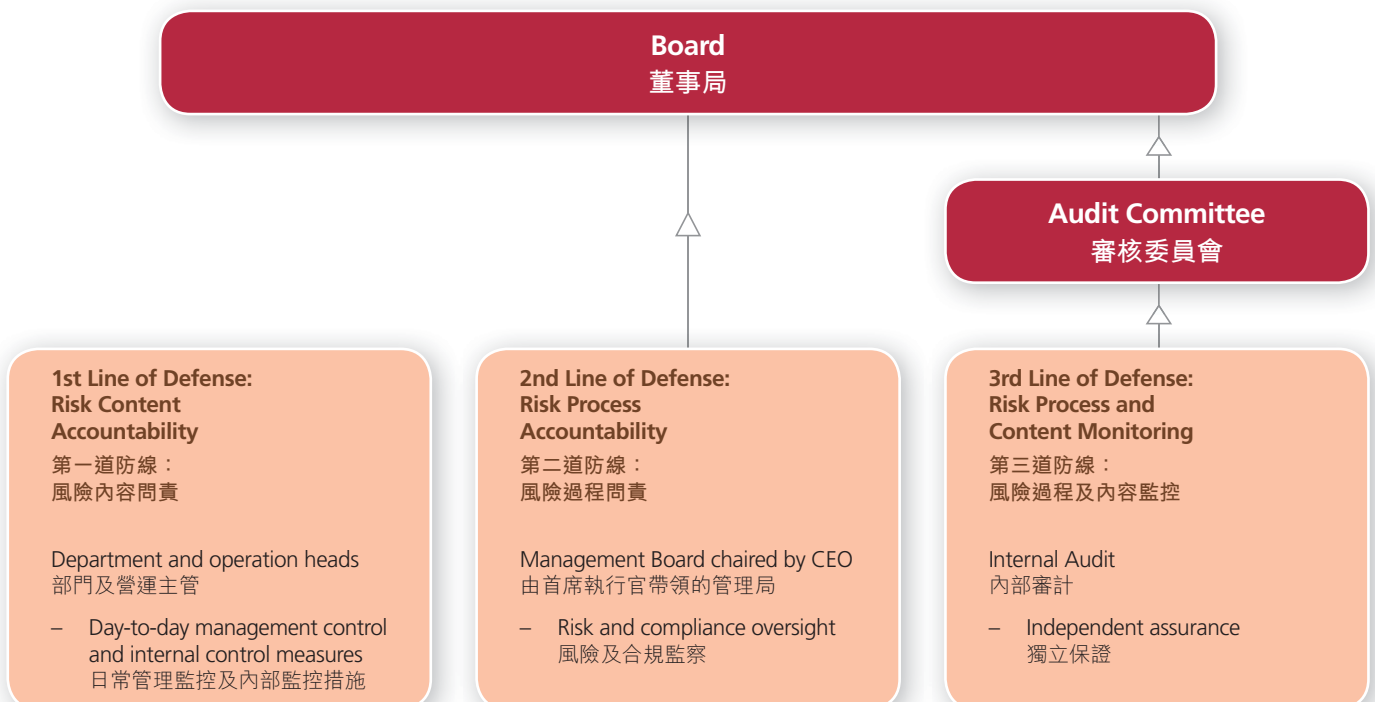 Board
董事局
Audit Committee
審核委員會
1st Line of Defense:
Risk Content
Accountability
第一道防線：
風險內容問責
Department and operation heads
部門及營運主管
– Day-to-day management control
and internal control measures
日常管理監控及內部監控措施
2nd Line of Defense:
Risk Process
Accountability
第二道防線：
風險過程問責
Management Board chaired by CEO
由首席執行官帶領的管理局
– Risk and compliance oversight
風險及合規監察
3rd Line of Defense:
Risk Process and
Content Monitoring
第三道防線：
風險過程及內容監控
Internal Audit
內部審計
– Independent assurance
獨立保證